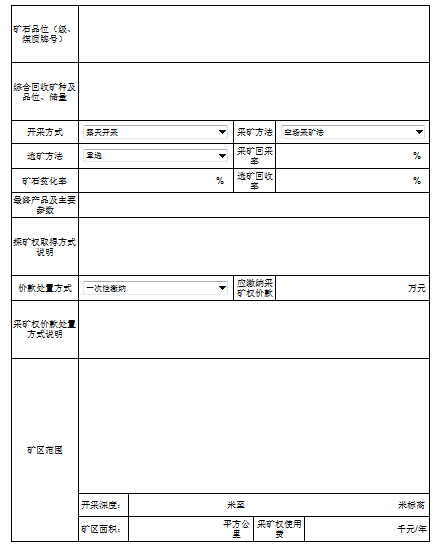 矿石品位（级、
煤质牌号）
综合回收矿种及
品位、储量
开采方式 露天开采 采矿方法 空场采矿法
选矿方法 重选 采矿回采
率 %
矿石贫化率 % 选矿回收
率 %
最终产品及主要
参数
探矿权取得方式
说明
价款处置方式 一次性缴纳 应缴纳采
矿权价款 万元
采矿权价款处置
方式说明
矿区范围
开采深度： 米至 米标高
矿区面积： 平方公
里 采矿权使用
费 千元/年